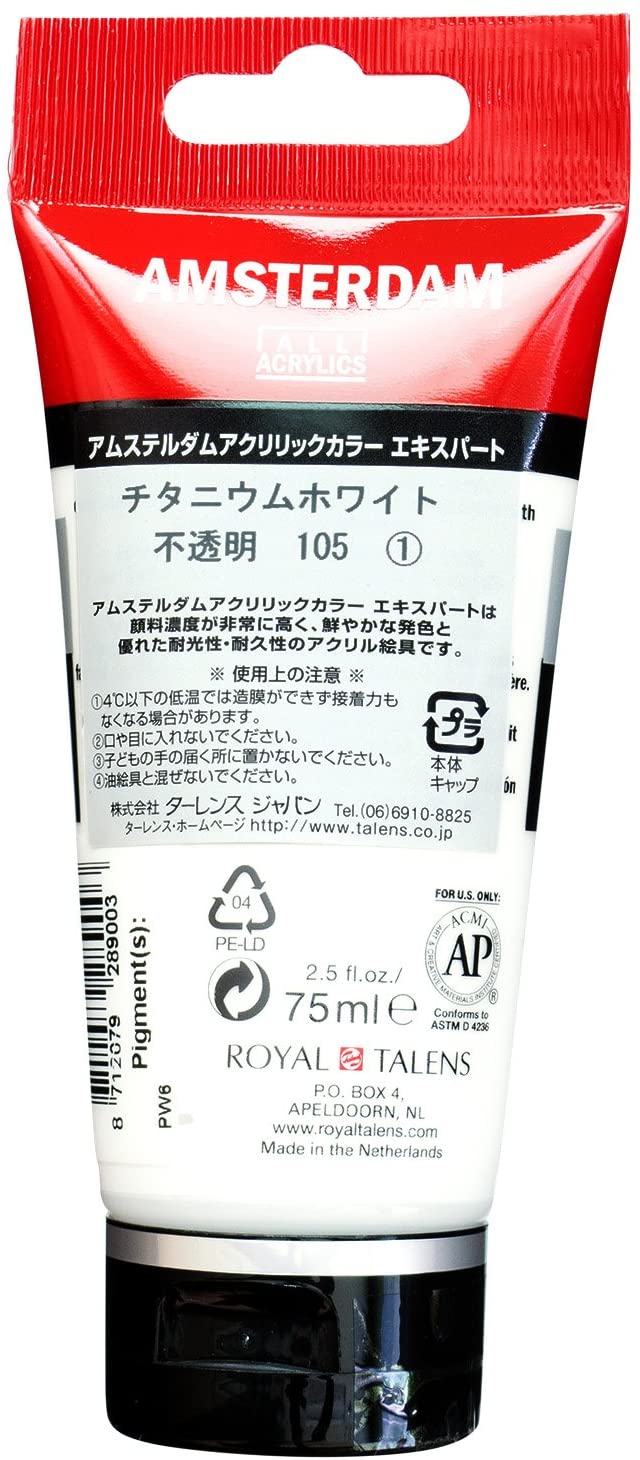 AMSTERDAM
ALL
ACRYLICS
アムステルダムアクリリックカラー エキスパート
チタニウムホワイト
不透明 105 ①
アムステルダムアクリリックカラー エキスパートは
顔料濃度が非常に高く、鮮やかな発色と
優れた耐光性・耐久性のアクリル絵具です。
※ 使用上の注意 ※
①4℃以下の低温では造膜ができず接着力も
なくなる場合があります。
②口や目に入れないでください。
③子どもの手の届く所に置かないでください。
④油絵具と混ぜないでください。
プラ
本体
キャップ
株式会社 ターレンス ジャパン Tel.(06)6910-8825
ターレンス・ホームページ http://www.talens.co.jp
th
ère.
it
ón
8 712079 289003
Pigment(s):
PW6
04
PE-LD
2.5 fl.oz./
75ml e
FOR U.S. ONLY:
ACMI
AP
ART & CREATIVE MATERIALS INSTITUTE CERTIFIED
®
Conforms to
ASTM D 4236
ROYAL TALENS
P.O. BOX 4,
APELDOORN, NL
www.royaltalens.com
Made in the Netherlands